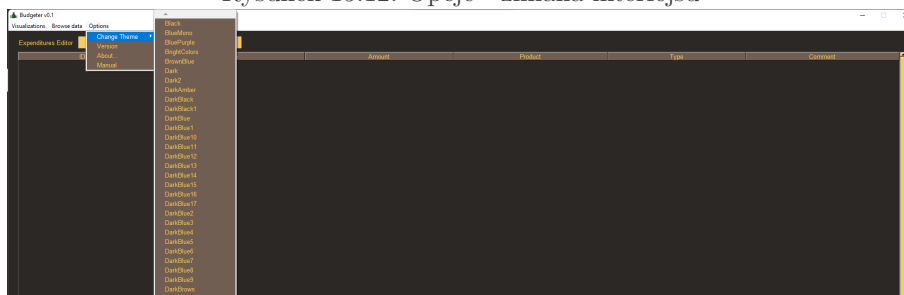 Budgeter v0.1
Visualizations Browse data Options
Expenditures Editor
Change Theme
Version
About...
Manual
Black
BlueMono
BluePurple
BrightColors
BrownBlue
Dark
Dark2
DarkAmber
DarkBlack
DarkBlack1
DarkBlue
DarkBlue1
DarkBlue10
DarkBlue11
DarkBlue12
DarkBlue13
DarkBlue14
DarkBlue15
DarkBlue16
DarkBlue17
DarkBlue2
DarkBlue3
DarkBlue4
DarkBlue5
DarkBlue6
DarkBlue7
DarkBlue8
DarkBlue9
DarkBrown
Amount Product Type Comment